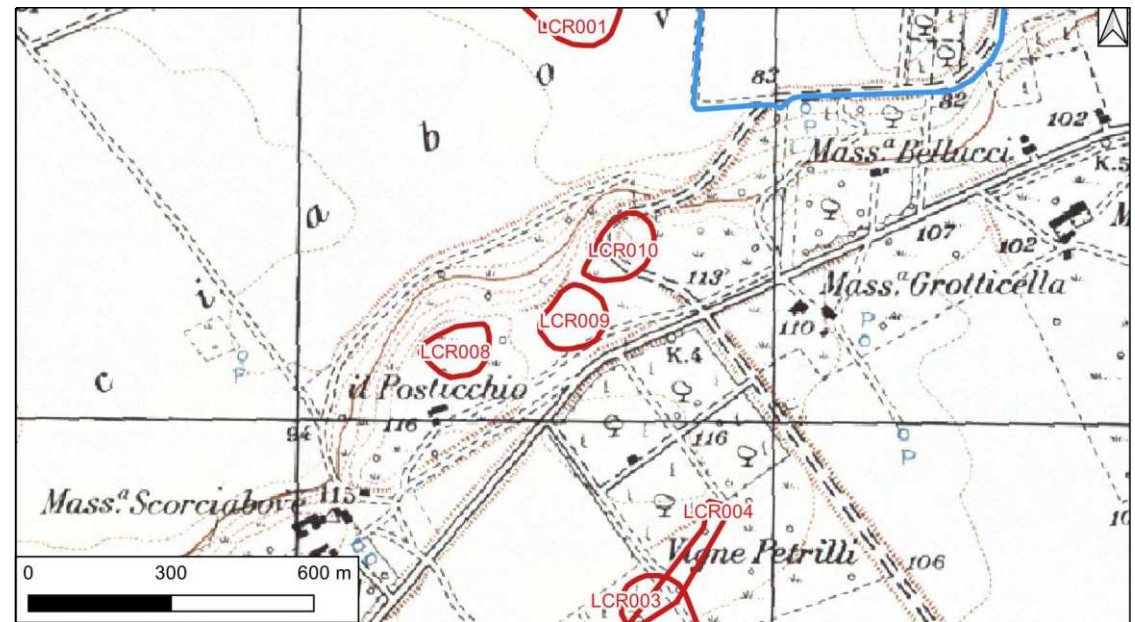 LCR001
v
o
83
82
b
P
102
Mass.ª Bellucci
K.5
a
LCR010
107
102
M
113
i
Mass.ª Grotticella
LCR009
110
P
LCR008
K.4
P
c
il Posticchio
116
94
116
P
Mass.ª Scorciabove
115
LCR004
10
Vigne Petrilli
106
0 300 600 m
LCR003